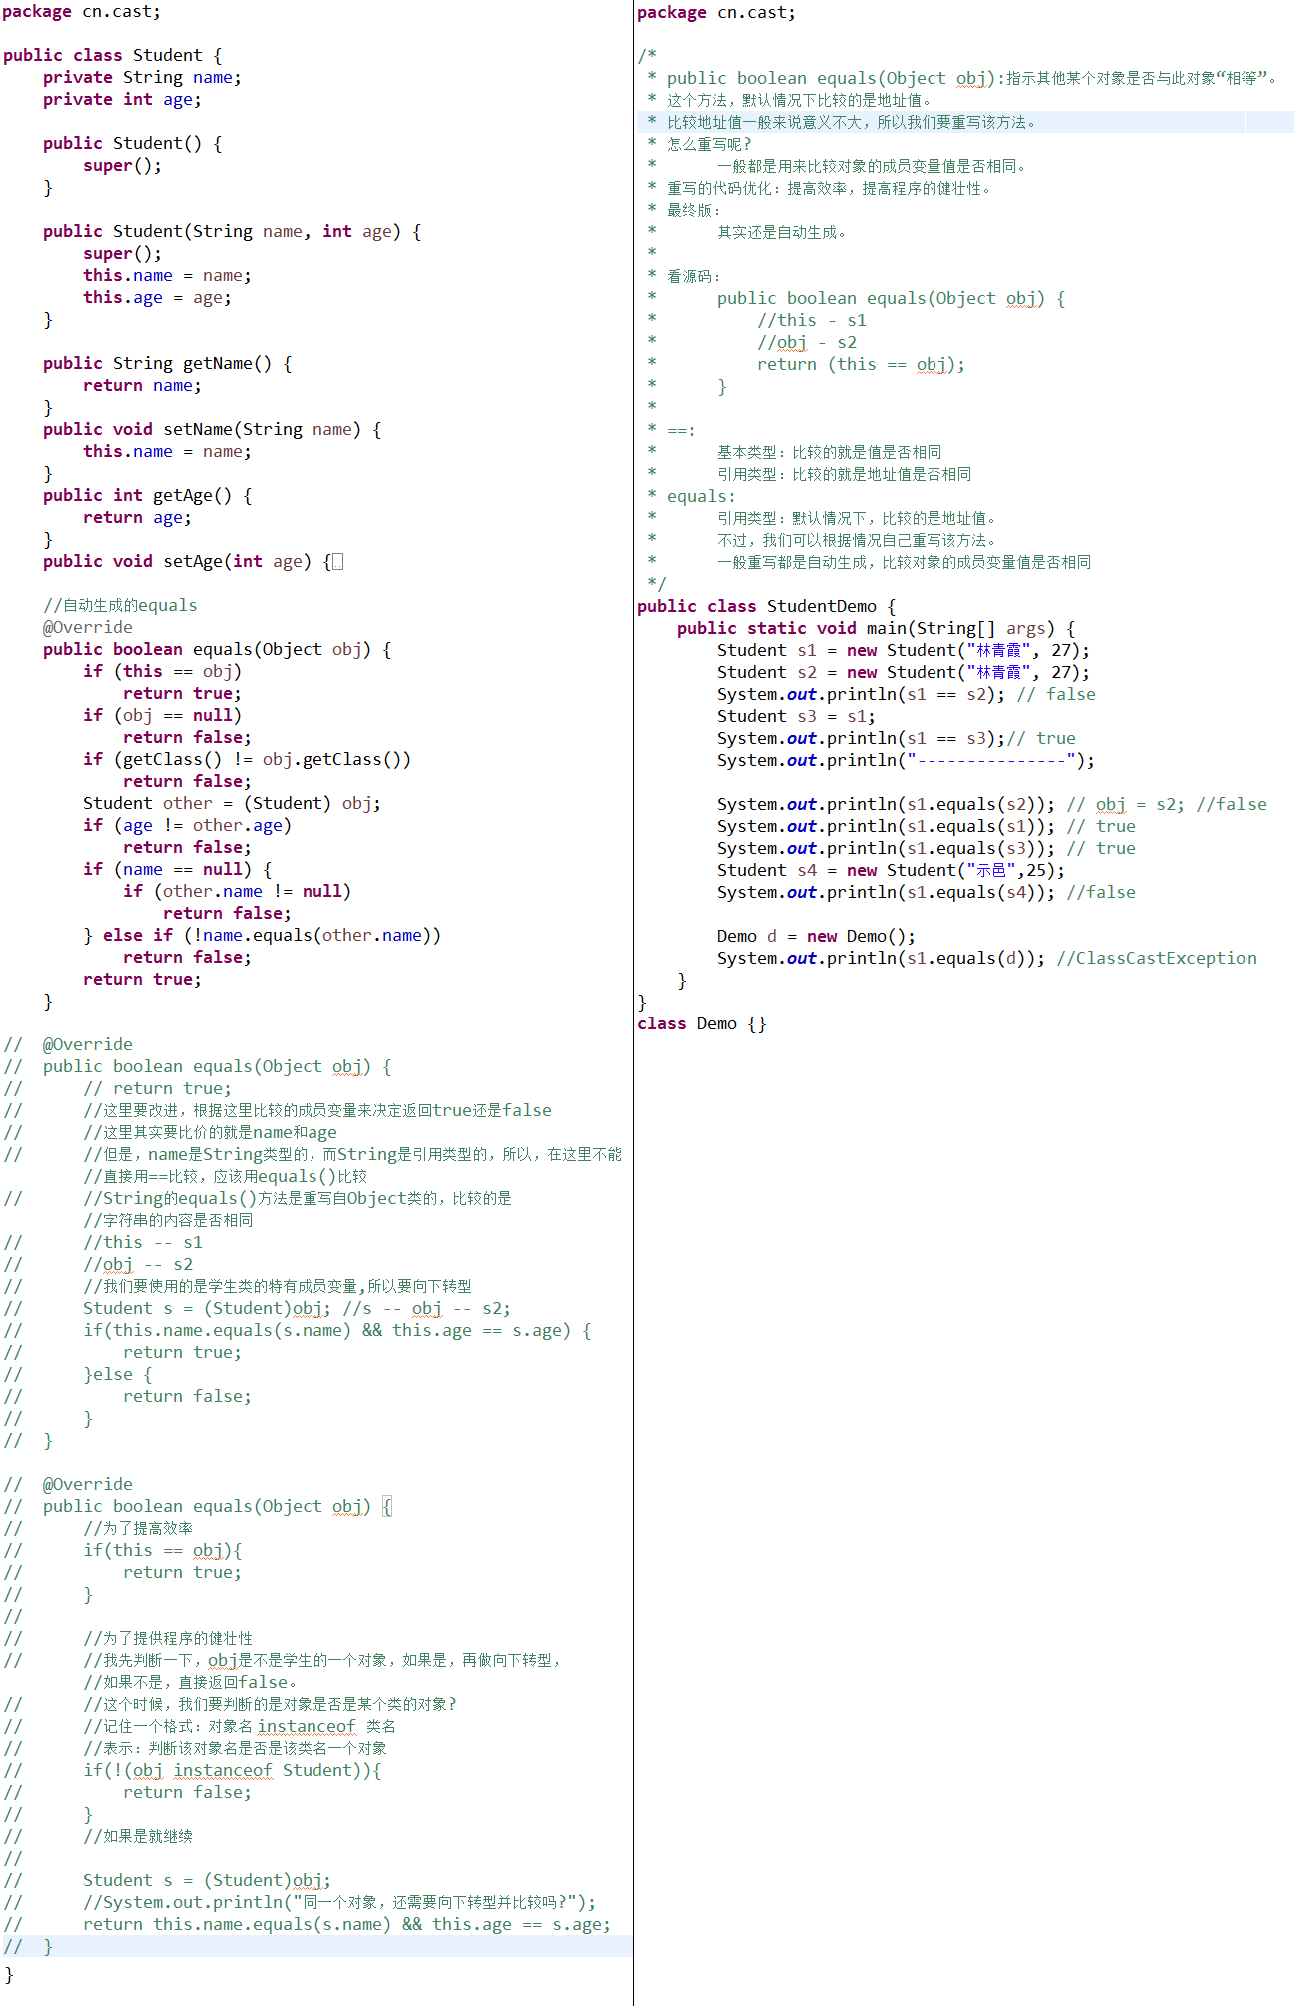 package cn.cast;

public class Student {
    private String name;
    private int age;

    public Student() {
        super();
    }

    public Student(String name, int age) {
        super();
        this.name = name;
        this.age = age;
    }

    public String getName() {
        return name;
    }
    public void setName(String name) {
        this.name = name;
    }
    public int getAge() {
        return age;
    }
    public void setAge(int age) {

    //自动生成的equals
    @Override
    public boolean equals(Object obj) {
        if (this == obj)
            return true;
        if (obj == null)
            return false;
        if (getClass() != obj.getClass())
            return false;
        Student other = (Student) obj;
        if (age != other.age)
            return false;
        if (name == null) {
            if (other.name != null)
                return false;
        } else if (!name.equals(other.name))
            return false;
        return true;
    }

//  @Override
//  public boolean equals(Object obj) {
//      // return true;
//      //这里要改进，根据这里比较的成员变量来决定返回true还是false
//      //这里其实要比价的就是name和age
//      //但是，name是String类型的，而String是引用类型的，所以，在这里不能
        //直接用==比较，应该用equals()比较
//      //String的equals()方法是重写自Object类的，比较的是
        //字符串的内容是否相同
//      //this -- s1
//      //obj -- s2
//      //我们要使用的是学生类的特有成员变量,所以要向下转型
//      Student s = (Student)obj; //s -- obj -- s2;
//      if(this.name.equals(s.name) && this.age == s.age) {
//          return true;
//      }else {
//          return false;
//      }
//  }

//  @Override
//  public boolean equals(Object obj) {
//      //为了提高效率
//      if(this == obj){
//          return true;
//      }
//
//      //为了提供程序的健壮性
//      //我先判断一下，obj是不是学生的一个对象，如果是，再做向下转型，
        //如果不是，直接返回false。
//      //这个时候，我们要判断的是对象是否是某个类的对象?
//      //记住一个格式：对象名 instanceof 类名
//      //表示：判断该对象名是否是该类名一个对象
//      if(!(obj instanceof Student)){
//          return false;
//      }
//      //如果是就继续
//
//      Student s = (Student)obj;
//      //System.out.println("同一个对象，还需要向下转型并比较吗?");
//      return this.name.equals(s.name) && this.age == s.age;
//  }
}
package cn.cast;

/*
 * public boolean equals(Object obj):指示其他某个对象是否与此对象“相等”。
 * 这个方法，默认情况下比较的是地址值。
 * 比较地址值一般来说意义不大，所以我们要重写该方法。
 * 怎么重写呢?
 *      一般都是用来比较对象的成员变量值是否相同。
 * 重写的代码优化：提高效率，提高程序的健壮性。
 * 最终版：
 *      其实还是自动生成。
 *
 * 看源码：
 *      public boolean equals(Object obj) {
 *          //this - s1
 *          //obj - s2
 *          return (this == obj);
 *      }
 *
 * ==:
 *      基本类型：比较的就是值是否相同
 *      引用类型：比较的就是地址值是否相同
 * equals:
 *      引用类型：默认情况下，比较的是地址值。
 *      不过，我们可以根据情况自己重写该方法。
 *      一般重写都是自动生成，比较对象的成员变量值是否相同
 */
public class StudentDemo {
    public static void main(String[] args) {
        Student s1 = new Student("林青霞", 27);
        Student s2 = new Student("林青霞", 27);
        System.out.println(s1 == s2); // false
        Student s3 = s1;
        System.out.println(s1 == s3);// true
        System.out.println("---------------");

        System.out.println(s1.equals(s2)); // obj = s2; //false
        System.out.println(s1.equals(s1)); // true
        System.out.println(s1.equals(s3)); // true
        Student s4 = new Student("示邑",25);
        System.out.println(s1.equals(s4)); //false

        Demo d = new Demo();
        System.out.println(s1.equals(d)); //ClassCastException
    }
}
class Demo {}